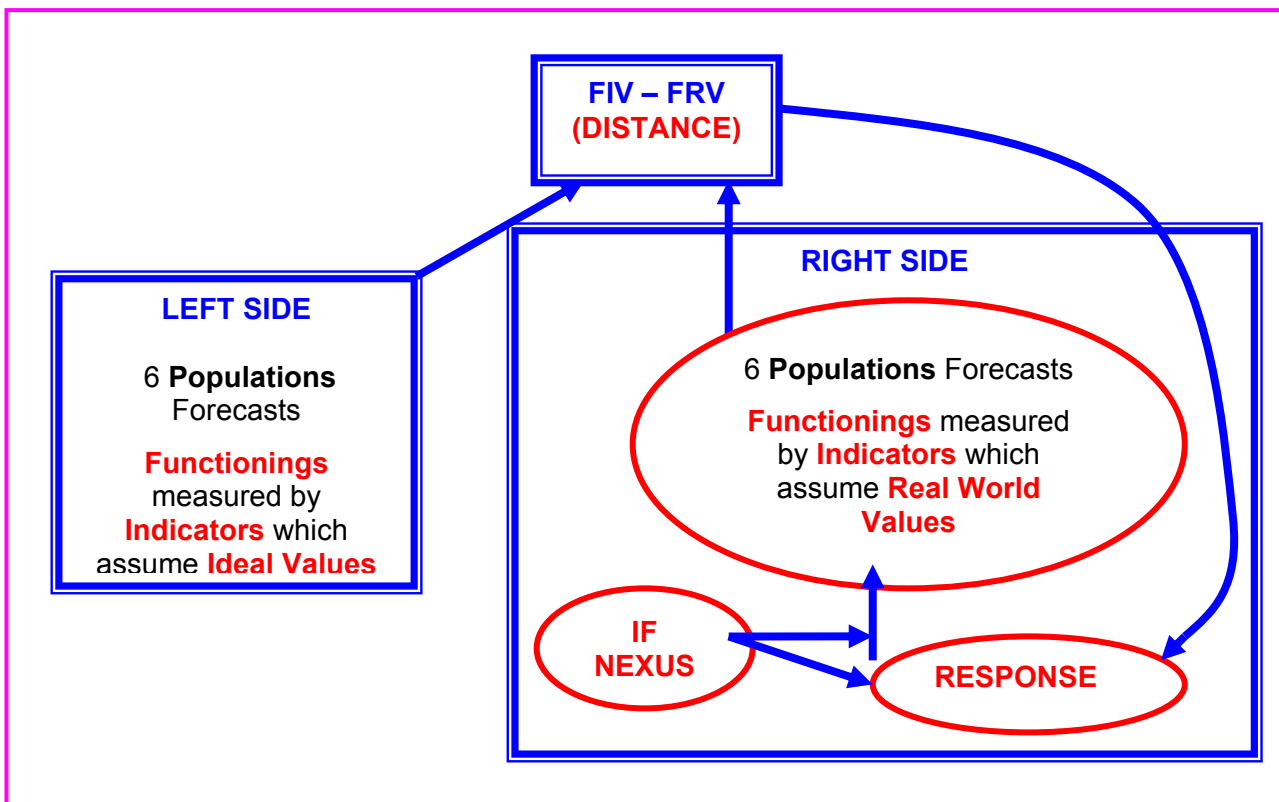 FIV – FRV
(DISTANCE)
RIGHT SIDE
LEFT SIDE
6 Populations
Forecasts
Functionings
measured by
Indicators which
assume Ideal Values
6 Populations Forecasts
Functionings measured
by Indicators which
assume Real World
Values
IF
NEXUS
RESPONSE